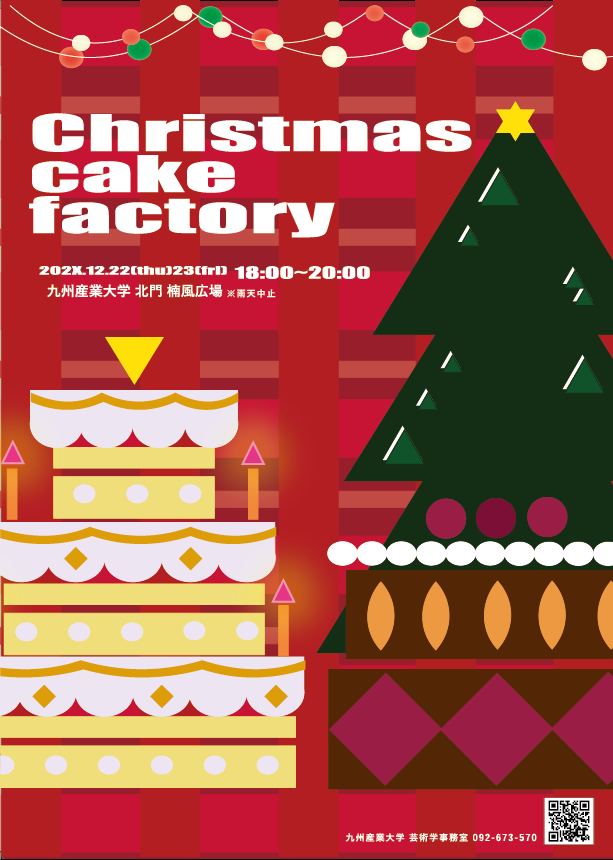 Christmas
cake
factory
202X.12.22(thu)23(fri) 18:00~20:00
九州産業大学 北門 楠風広場 ※雨天中止
九州産業大学 芸術学事務室 092-673-570